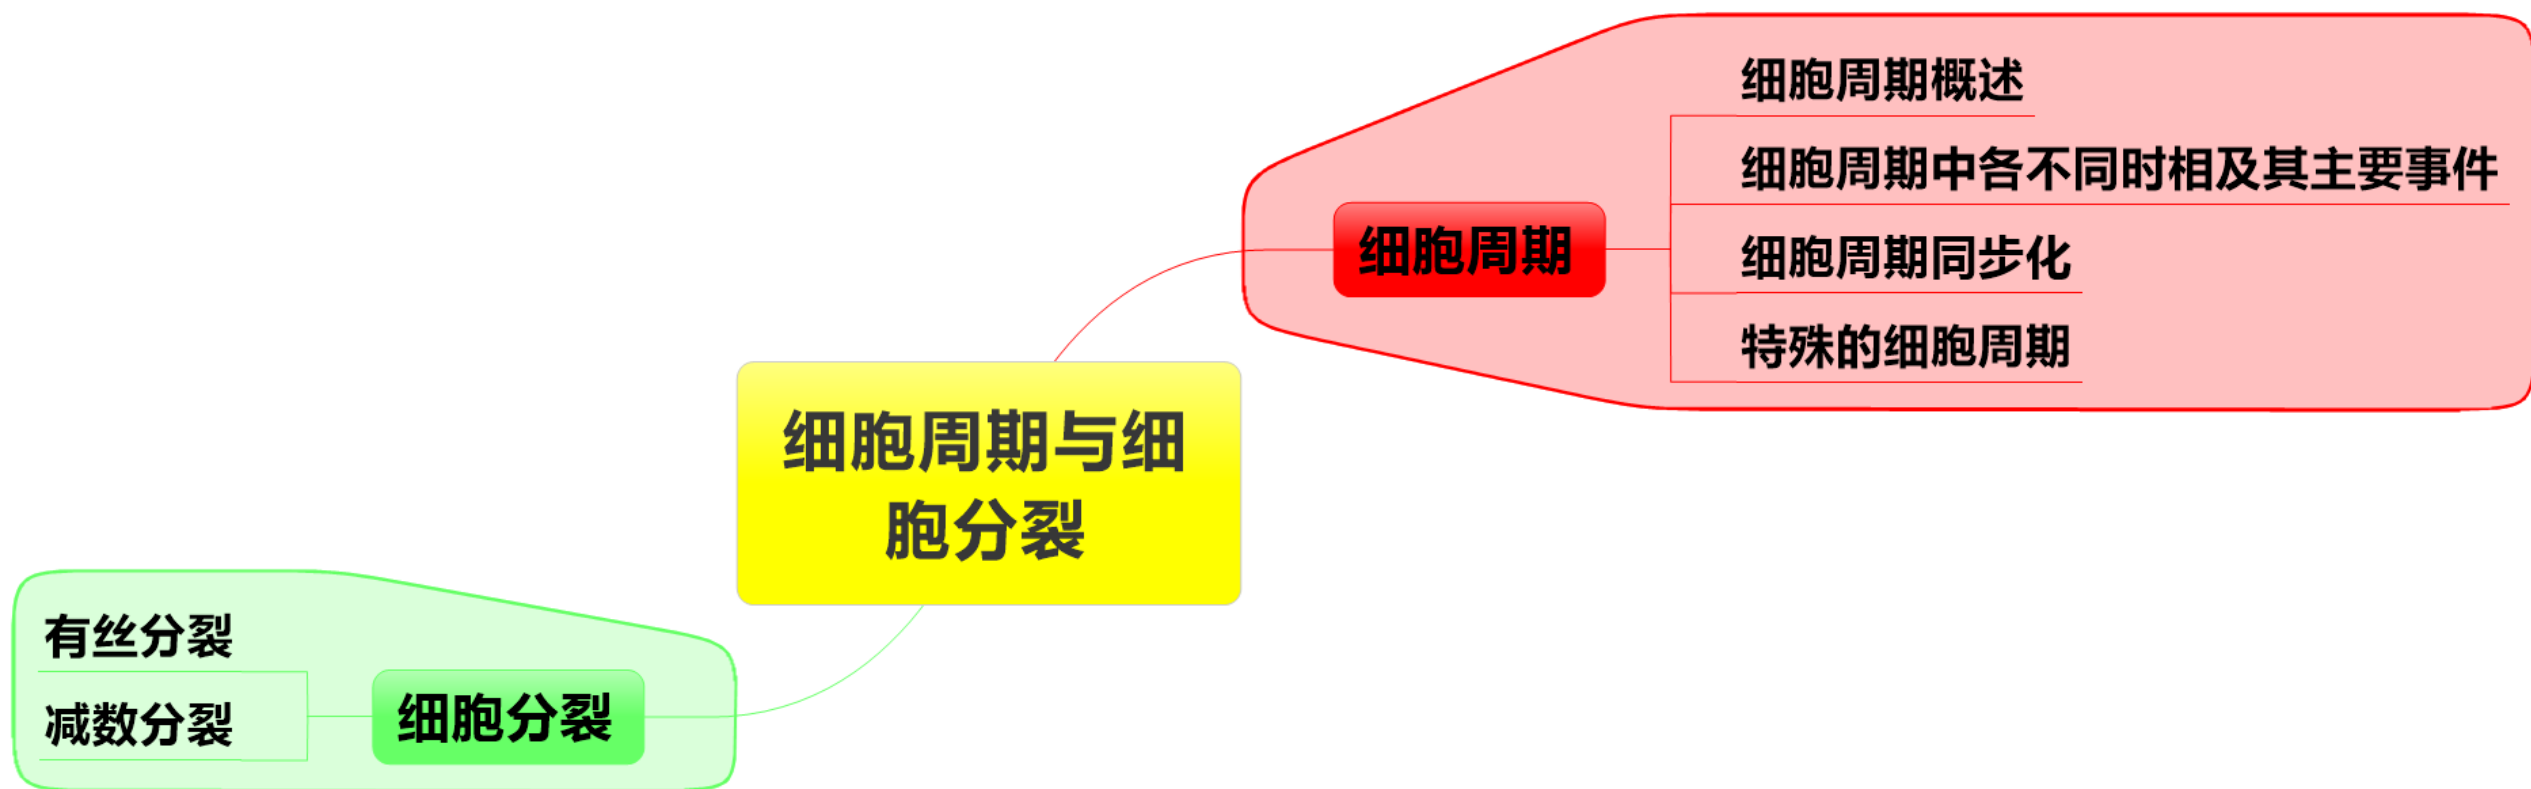 细胞周期概述
细胞周期中各不同时相及其主要事件
细胞周期
细胞周期同步化
特殊的细胞周期
细胞周期与细
胞分裂
有丝分裂
细胞分裂
减数分裂